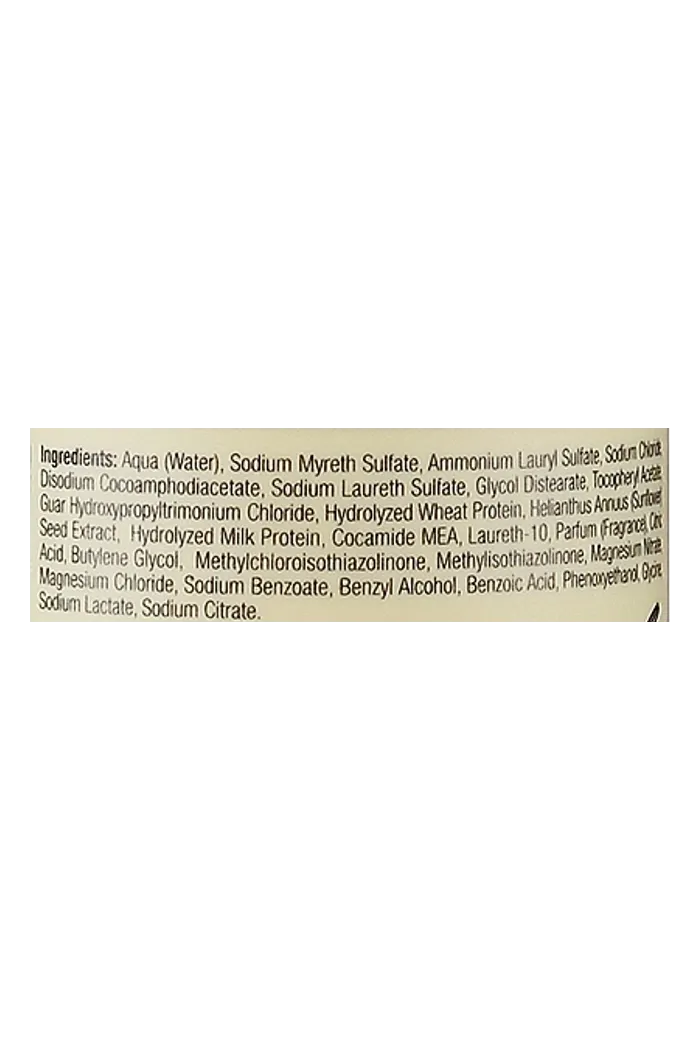 Ingredients: Aqua (Water), Sodium Myreth Sulfate, Ammonium Lauryl Sulfate, Sodium Chloride,
Disodium Cocoamphodiacetate, Sodium Laureth Sulfate, Glycol Distearate, Tocopheryl Acetate,
Guar Hydroxypropyltrimonium Chloride, Hydrolyzed Wheat Protein, Helianthus Annuus (Sunflower)
Seed Extract, Hydrolyzed Milk Protein, Cocamide MEA, Laureth-10, Parfum (Fragrance), Citric
Acid, Butylene Glycol, Methylchloroisothiazolinone, Methylisothiazolinone, Magnesium Nitrate,
Magnesium Chloride, Sodium Benzoate, Benzyl Alcohol, Benzoic Acid, Phenoxyethanol,
Sodium Lactate, Sodium Citrate.